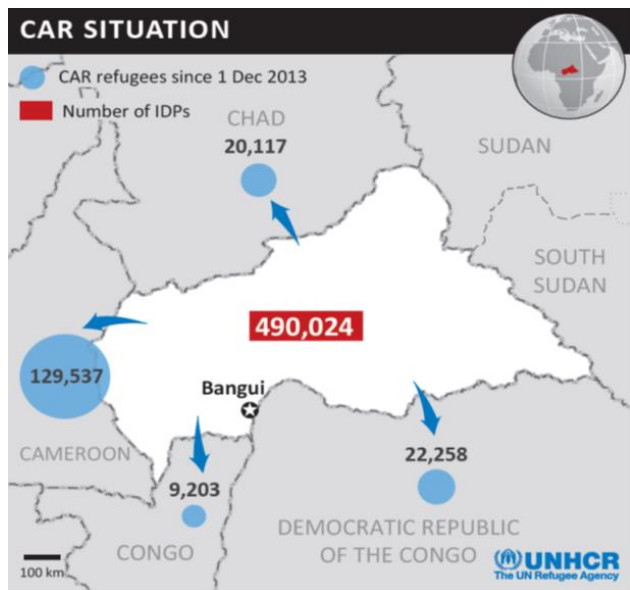 CAR SITUATION
CAR refugees since 1 Dec 2013
Number of IDPs
CHAD
20,117
SUDAN
SOUTH
SUDAN
490,024
129,537
Bangui
CAMEROON
9,203
22,258
CONGO
DEMOCRATIC REPUBLIC
OF THE CONGO
100 km
UNHCR
The UN Refugee Agency